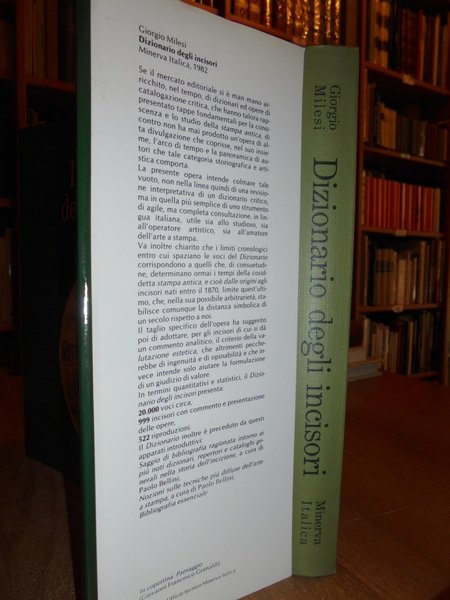 Giorgio Milesi
Dizionario degli incisori
Minerva Italica, 1982
Se il mercato editoriale si è man mano ar-
ricchito, nel tempo, di dizionari ed opere di
catalogazione critica, che hanno talora rap-
presentato tappe fondamentali per la cono-
scenza e lo studio della stampa antica, di
contro non ha mai prodotto un'opera di al-
ta divulgazione che coprisse, nel suo insie-
me, l'arco di tempo e la panoramica di au-
tori che tale categoria storiografica e arti-
stica comporta.
La presente opera intende colmare tale
vuoto, non nella linea quindi di una revisio-
ne interpretativa di un dizionario critico,
ma in quella più semplice di uno strumento
di agile, ma completa consultazione, in lin-
gua italiana, utile sia allo studioso, sia
all'operatore artistico, sia all'amatore
dell'arte a stampa.
Va inoltre chiarito che i limiti cronologici
entro cui spaziano le voci del Dizionario
corrispondono a quelli che, di consuetudi-
ne, determinano ormai i tempi della cosid-
detta stampa antica, e cioè dalle origini agli
incisori nati entro il 1870, limite quest'ulti-
mo, che, nella sua possibile arbitrarietà, sta-
bilisce comunque la distanza simbolica di
un secolo rispetto a noi.
Il taglio specifico dell'opera ha suggerito
poi di adottare, per gli incisori di cui si dà
un commento analitico, il criterio della va-
lutazione estetica, che altrimenti pecche-
rebbe di ingenuità e di opinabilità e che in-
vece intende solo aiutare la formulazione
di un giudizio di valore.
In termini quantitativi e statistici, il Dizio-
nario degli incisori presenta:
20.000 voci circa,
999 incisori con commento e presentazione
delle opere,
522 riproduzioni.
Il Dizionario inoltre è preceduto da questi
apparati introduttivi:
Saggio di bibliografia ragionata intorno ai
più noti dizionari, repertori e cataloghi ge-
nerali nella storia dell'incisione, a cura di
Paolo Bellini,
Nozioni sulle tecniche più diffuse dell'arte
a stampa, a cura di Paolo Bellini,
Bibliografia essenziale
In copertina: Paesaggio
(Giovanni Francesco Grimaldi)
ufficio tecnico Minerva Italica
Giorgio
Milesi
Dizionario degli incisori
Minerva
Italica